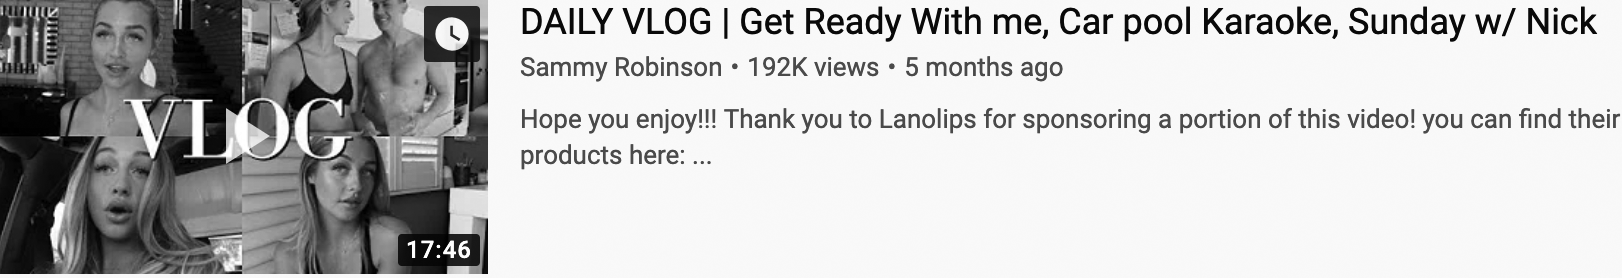 VLOG
17:46
DAILY VLOG | Get Ready With me, Car pool Karaoke, Sunday w/ Nick
Sammy Robinson • 192K views • 5 months ago
Hope you enjoy!!! Thank you to Lanolips for sponsoring a portion of this video! you can find their
products here: ...